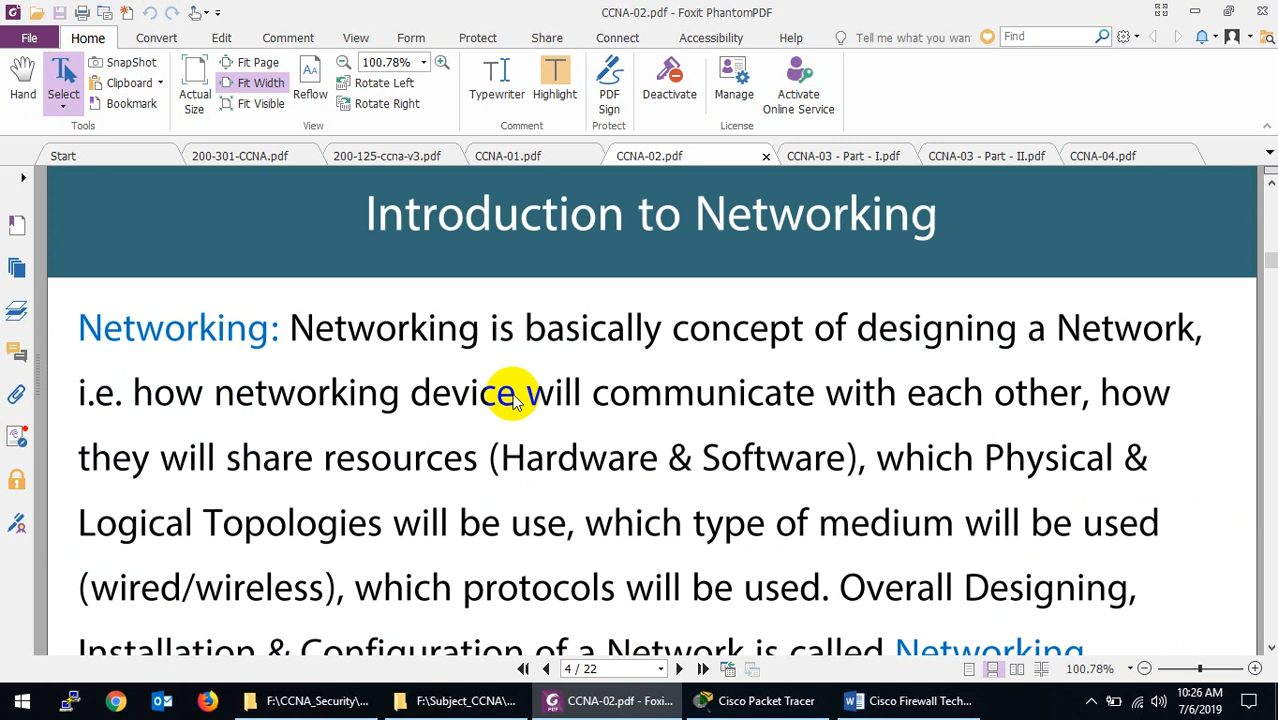 CCNA-02.pdf - Foxit PhantomPDF
File Home Convert Edit Comment View Form Protect Share Connect Accessibility Help Tell me what you want Find
Hand
Select
SnapShot
Clipboard
Bookmark
Tools
Actual Size
Fit Page
Fit Width
Fit Visible
Reflow
100.78%
Rotate Left
Rotate Right
View
Typewriter
Highlight
Comment
PDF Sign
Protect
Deactivate
Manage
Activate Online Service
License
Start 200-301-CCNA.pdf 200-125-ccna-v3.pdf CCNA-01.pdf CCNA-02.pdf CCNA-03 - Part - I.pdf CCNA-03 - Part - II.pdf CCNA-04.pdf
Introduction to Networking
Networking: Networking is basically concept of designing a Network,
i.e. how networking device will communicate with each other, how
they will share resources (Hardware & Software), which Physical &
Logical Topologies will be use, which type of medium will be used
(wired/wireless), which protocols will be used. Overall Designing,
Installation & Configuration of a Network is called Networking
4 / 22
100.78%
F:\CCNA_Security\... F:\Subject_CCNA\... CCNA-02.pdf - Foxi... Cisco Packet Tracer Cisco Firewall Tech...
10:26 AM
7/6/2019